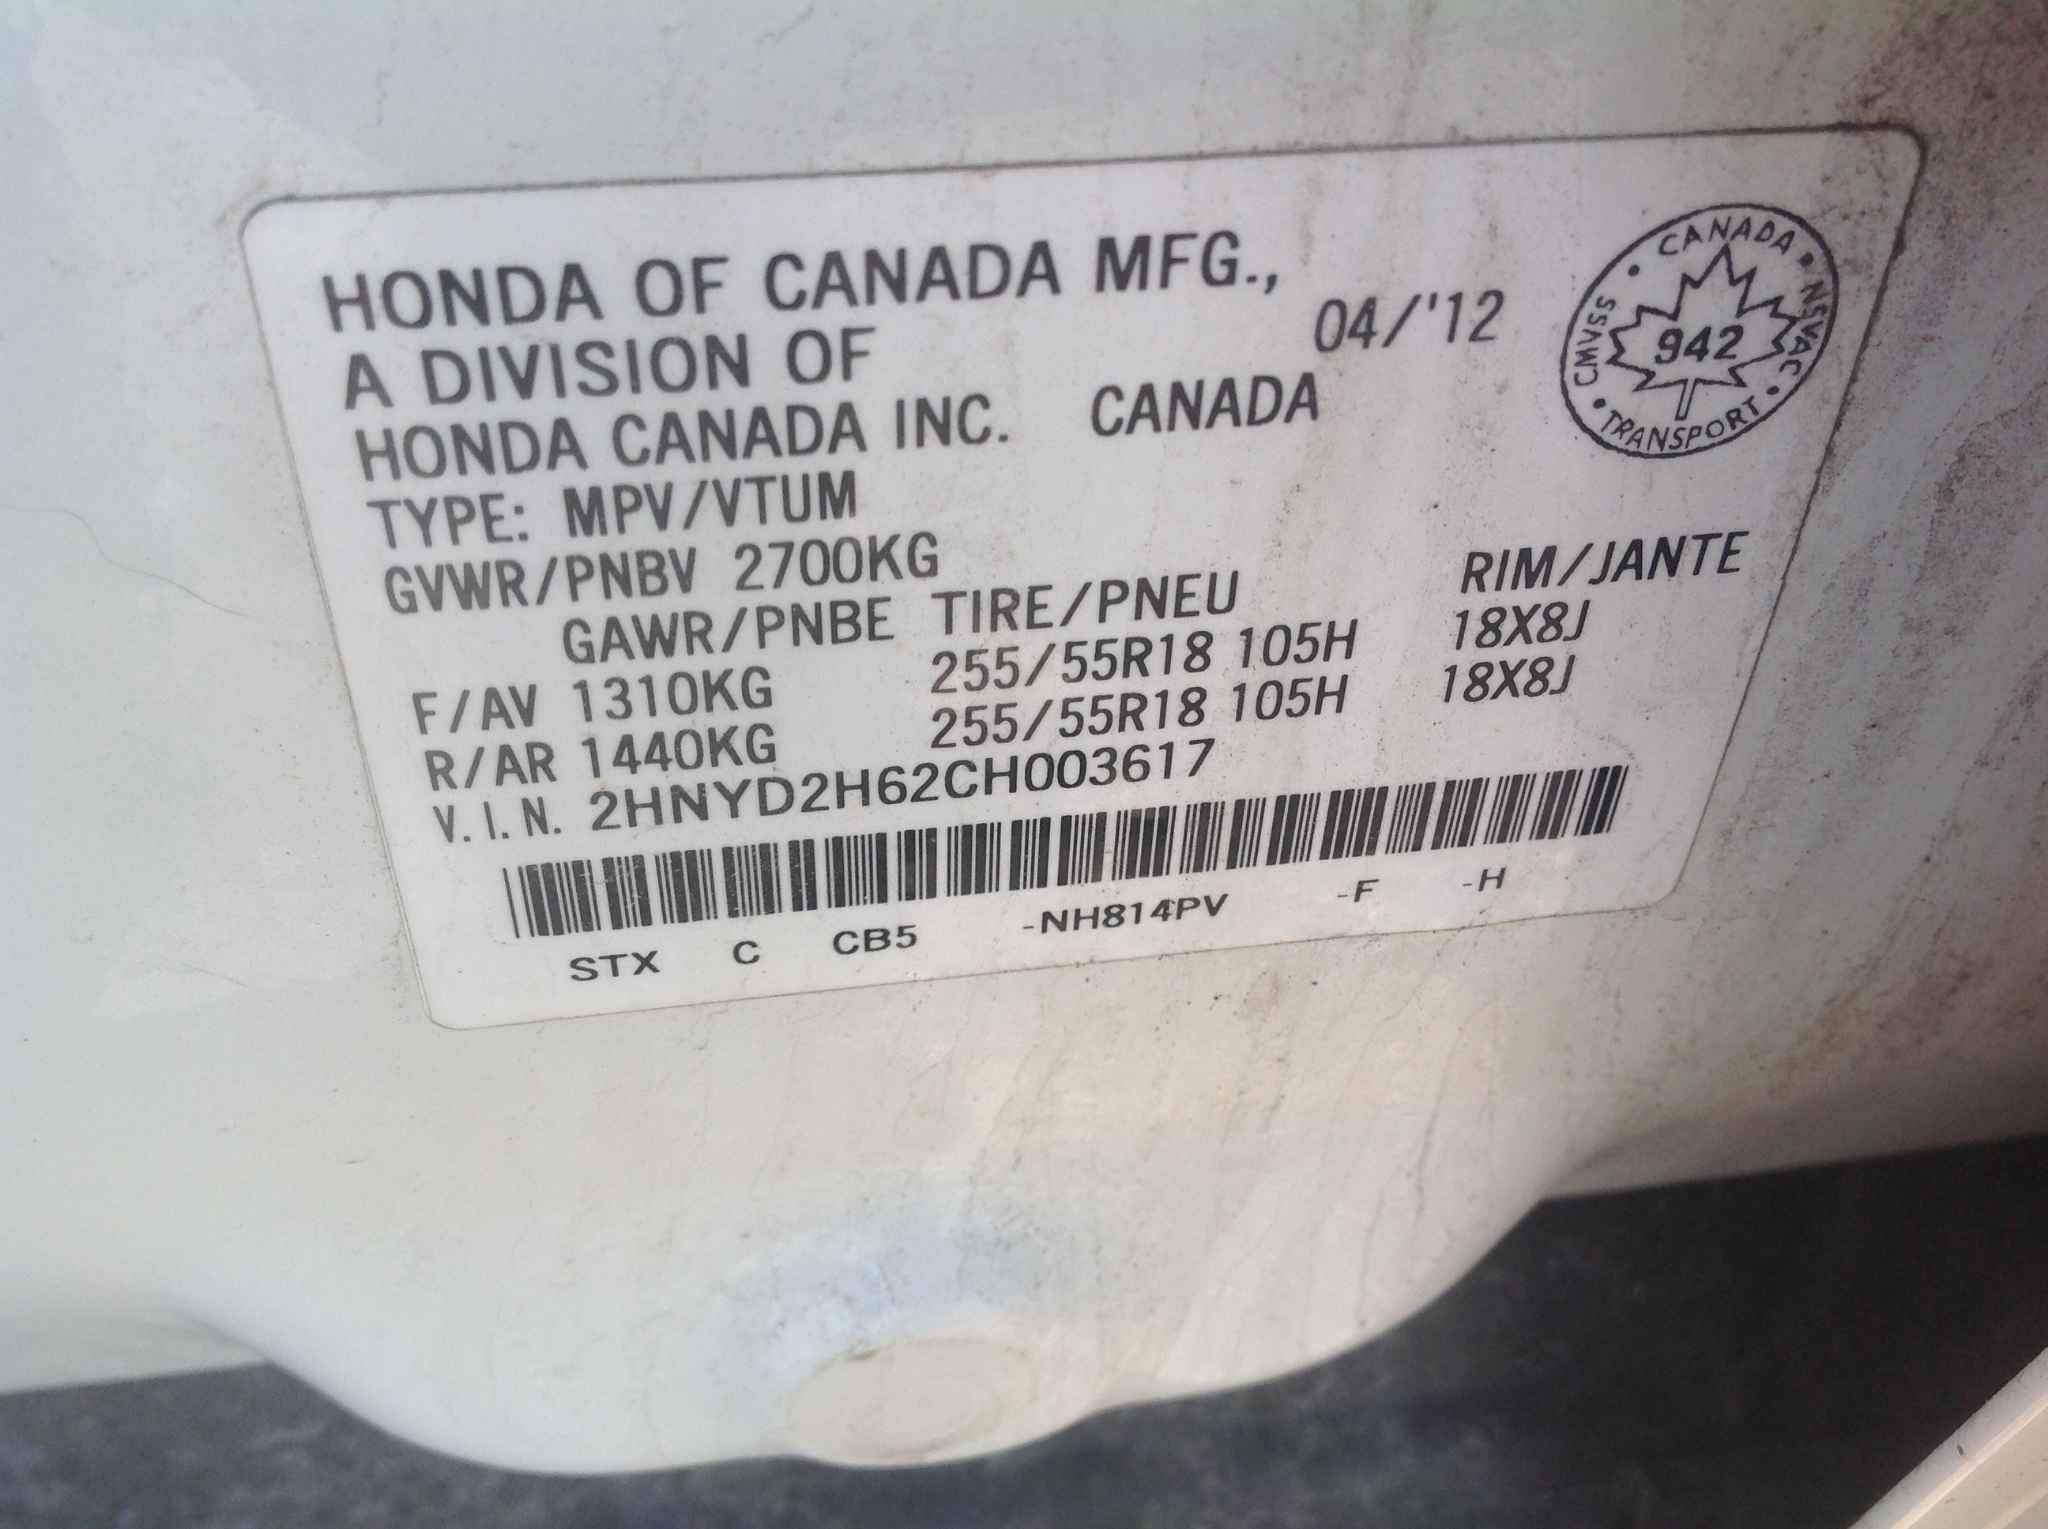 HONDA OF CANADA MFG.,
A DIVISION OF 04/'12
HONDA CANADA INC. CANADA
CANADA • NSVAC • TRANSPORT • CMVSS •
942
TYPE: MPV/VTUM
GVWR/PNBV 2700KG
GAWR/PNBE TIRE/PNEU RIM/JANTE
F/AV 1310KG 255/55R18 105H 18X8J
R/AR 1440KG 255/55R18 105H 18X8J
V.I.N. 2HNYD2H62CH003617
STX C CB5 -NH814PV -F -H